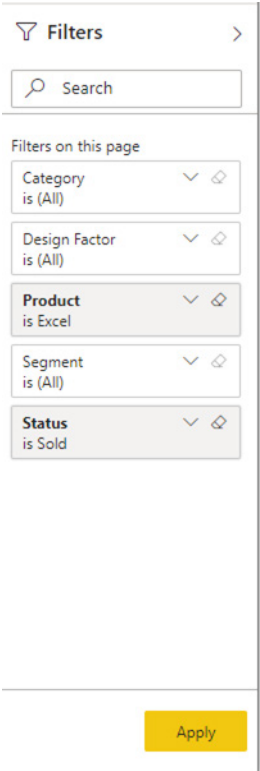 Filters
Search
Filters on this page
Category
is (All)
Design Factor
is (All)
Product
is Excel
Segment
is (All)
Status
is Sold
Apply